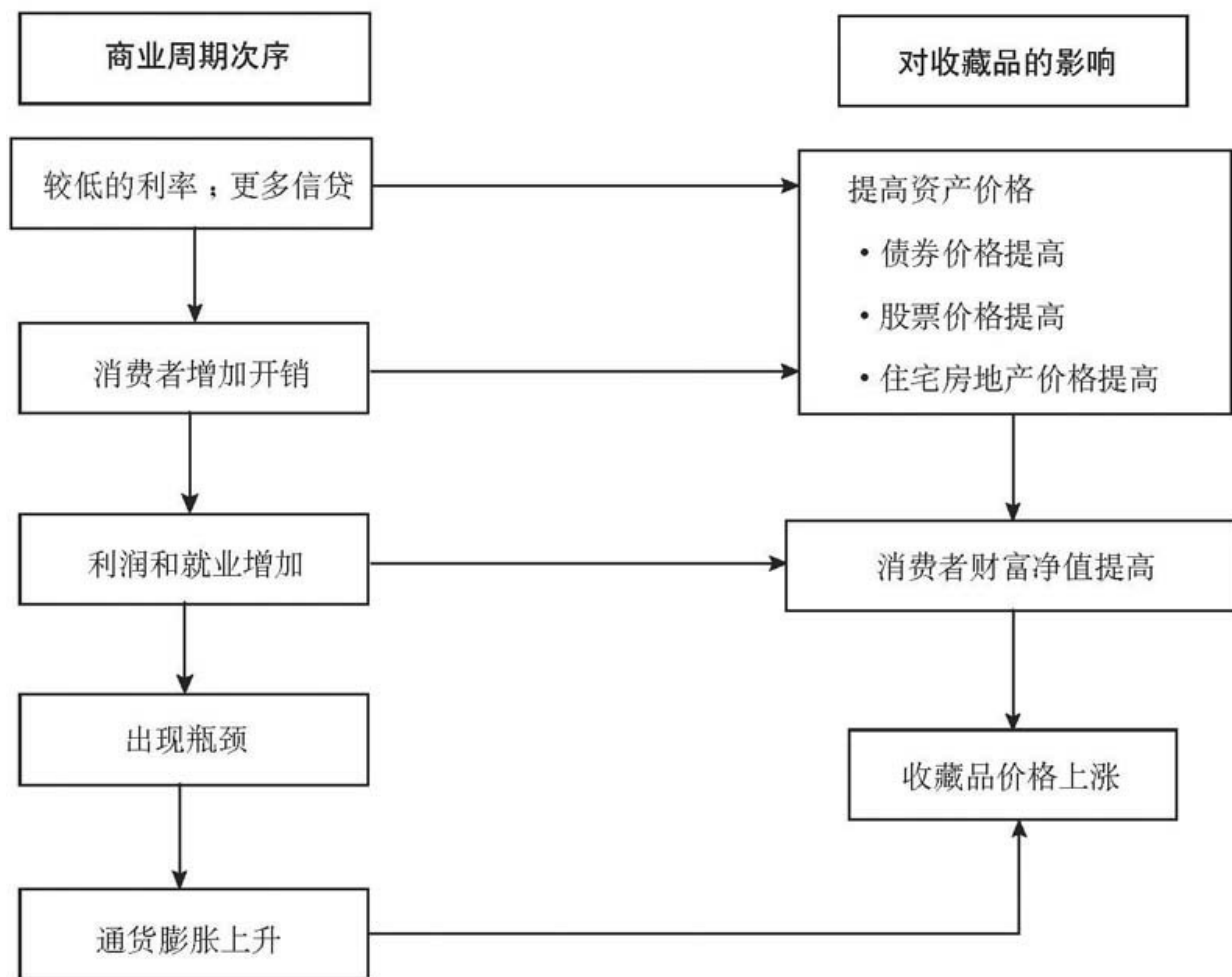 商业周期次序
对收藏品的影响
较低的利率；更多信贷
提高资产价格
·债券价格提高
·股票价格提高
·住宅房地产价格提高
消费者增加开销
利润和就业增加
消费者财富净值提高
出现瓶颈
收藏品价格上涨
通货膨胀上升